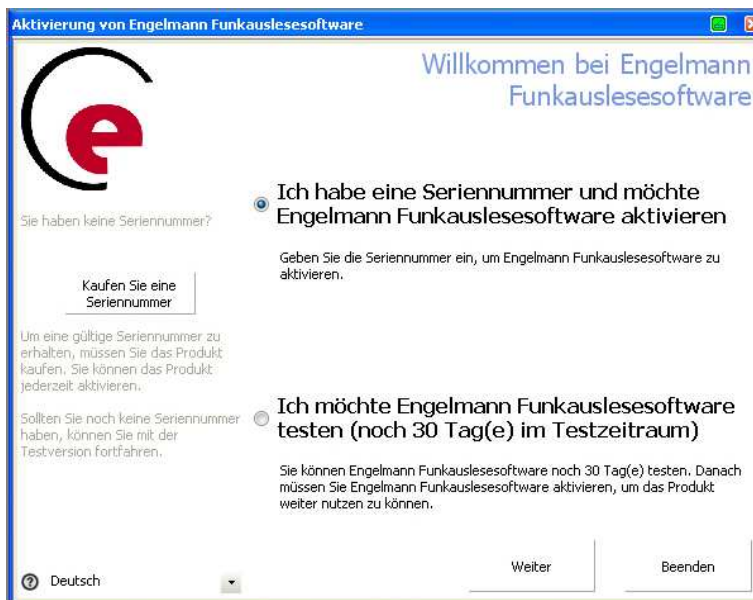 Aktivierung von Engelmann Funkauslesesoftware
Willkommen bei Engelmann
Funkauslesesoftware
e
Sie haben keine Seriennummer?
Kaufen Sie eine
Seriennummer
Um eine gültige Seriennummer zu
erhalten, müssen Sie das Produkt
kaufen. Sie können das Produkt
jederzeit aktivieren.
Sollten Sie noch keine Seriennummer
haben, können Sie mit der
Testversion fortfahren.
Ich habe eine Seriennummer und möchte
Engelmann Funkauslesesoftware aktivieren
Geben Sie die Seriennummer ein, um Engelmann Funkauslesesoftware zu
aktivieren.
Ich möchte Engelmann Funkauslesesoftware
testen (noch 30 Tag(e) im Testzeitraum)
Sie können Engelmann Funkauslesesoftware noch 30 Tag(e) testen. Danach
müssen Sie Engelmann Funkauslesesoftware aktivieren, um das Produkt
weiter nutzen zu können.
? Deutsch
Weiter
Beenden